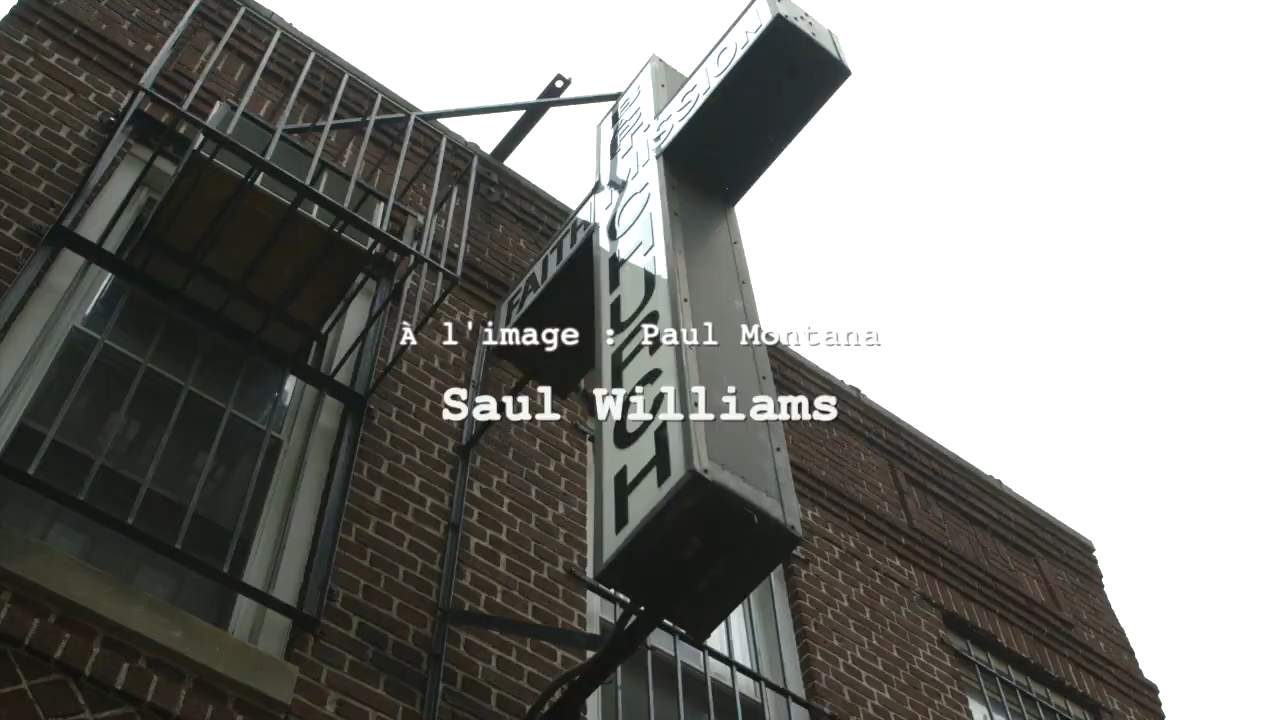 MISSION
FAITH
CHURCH
À l'image : Paul Montana
Saul Williams